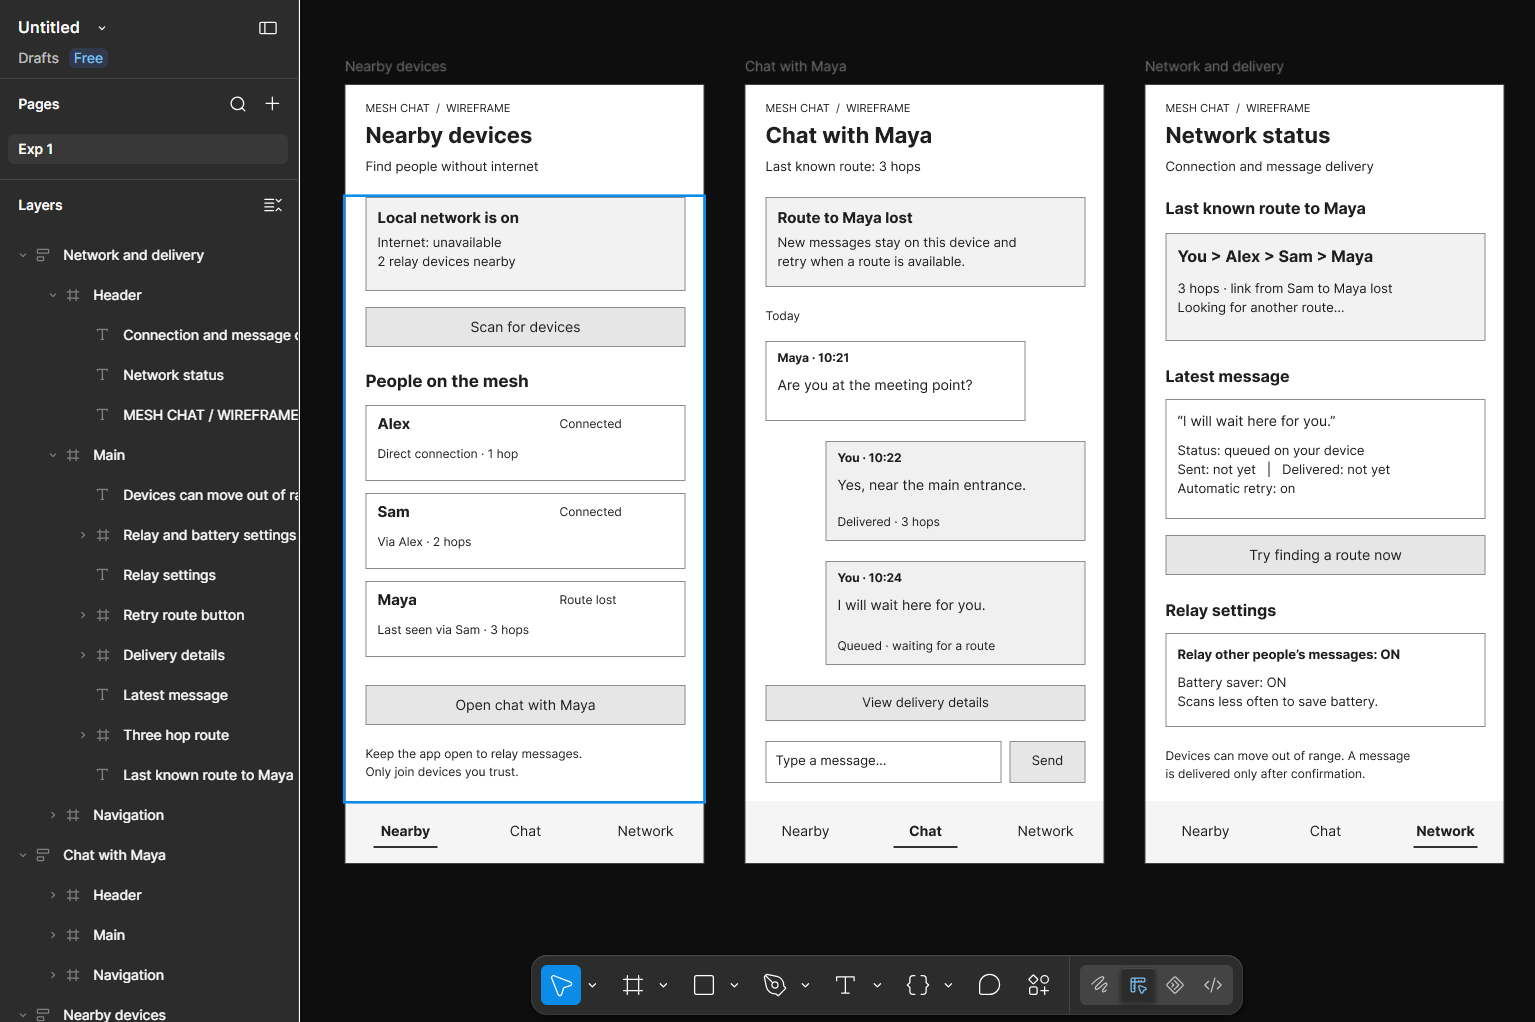 Untitled
Drafts Free
Pages
Exp 1
Layers
Network and delivery
Header
Connection and message
Network status
MESH CHAT / WIREFRAME
Main
Devices can move out of ra
Relay and battery settings
Relay settings
Retry route button
Delivery details
Latest message
Three hop route
Last known route to Maya
Navigation
Chat with Maya
Header
Main
Navigation
Nearby devices
Nearby devices
MESH CHAT / WIREFRAME
Nearby devices
Find people without internet
Local network is on
Internet: unavailable
2 relay devices nearby
Scan for devices
People on the mesh
Alex Connected
Direct connection · 1 hop
Sam Connected
Via Alex · 2 hops
Maya Route lost
Last seen via Sam · 3 hops
Open chat with Maya
Keep the app open to relay messages.
Only join devices you trust.
Nearby Chat Network
Chat with Maya
MESH CHAT / WIREFRAME
Chat with Maya
Last known route: 3 hops
Route to Maya lost
New messages stay on this device and
retry when a route is available.
Today
Maya · 10:21
Are you at the meeting point?
You · 10:22
Yes, near the main entrance.
Delivered · 3 hops
You · 10:24
I will wait here for you.
Queued · waiting for a route
View delivery details
Type a message... Send
Nearby Chat Network
Network and delivery
MESH CHAT / WIREFRAME
Network status
Connection and message delivery
Last known route to Maya
You > Alex > Sam > Maya
3 hops · link from Sam to Maya lost
Looking for another route...
Latest message
“I will wait here for you.”
Status: queued on your device
Sent: not yet | Delivered: not yet
Automatic retry: on
Try finding a route now
Relay settings
Relay other people’s messages: ON
Battery saver: ON
Scans less often to save battery.
Devices can move out of range. A message
is delivered only after confirmation.
Nearby Chat Network